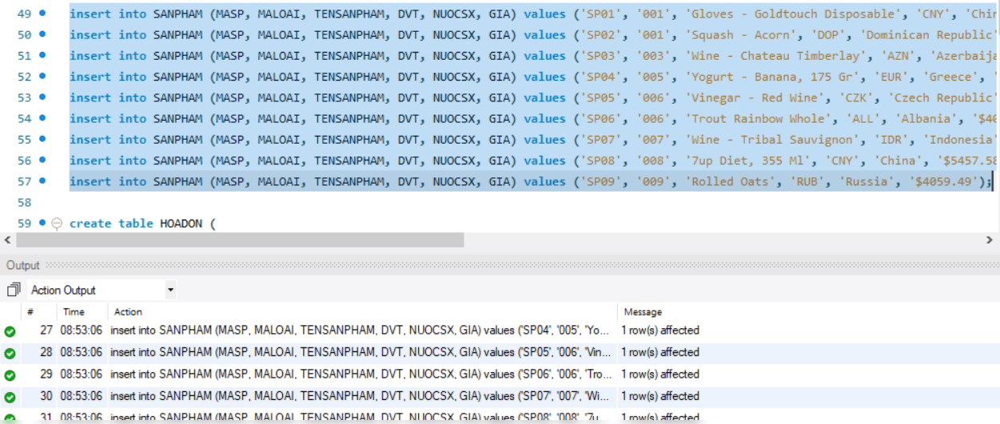 49 insert into SANPHAM (MASP, MALOAI, TENSANPHAM, DVT, NUOCSX, GIA) values ('SP01', '001', 'Gloves - Goldtouch Disposable', 'CNY', 'Chin
50 insert into SANPHAM (MASP, MALOAI, TENSANPHAM, DVT, NUOCSX, GIA) values ('SP02', '001', 'Squash - Acorn', 'DOP', 'Dominican Republic'
51 insert into SANPHAM (MASP, MALOAI, TENSANPHAM, DVT, NUOCSX, GIA) values ('SP03', '003', 'Wine - Chateau Timberlay', 'AZN', 'Azerbaija
52 insert into SANPHAM (MASP, MALOAI, TENSANPHAM, DVT, NUOCSX, GIA) values ('SP04', '005', 'Yogurt - Banana, 175 Gr', 'EUR', 'Greece', '
53 insert into SANPHAM (MASP, MALOAI, TENSANPHAM, DVT, NUOCSX, GIA) values ('SP05', '006', 'Vinegar - Red Wine', 'CZK', 'Czech Republic'
54 insert into SANPHAM (MASP, MALOAI, TENSANPHAM, DVT, NUOCSX, GIA) values ('SP06', '006', 'Trout Rainbow Whole', 'ALL', 'Albania', '$40
55 insert into SANPHAM (MASP, MALOAI, TENSANPHAM, DVT, NUOCSX, GIA) values ('SP07', '007', 'Wine - Tribal Sauvignon', 'IDR', 'Indonesia'
56 insert into SANPHAM (MASP, MALOAI, TENSANPHAM, DVT, NUOCSX, GIA) values ('SP08', '008', '7up Diet, 355 Ml', 'CNY', 'China', '$5457.58
57 insert into SANPHAM (MASP, MALOAI, TENSANPHAM, DVT, NUOCSX, GIA) values ('SP09', '009', 'Rolled Oats', 'RUB', 'Russia', '$4059.49');
58
59 create table HOADON (
Output
Action Output
# Time Action Message
27 08:53:06 insert into SANPHAM (MASP, MALOAI, TENSANPHAM, DVT, NUOCSX, GIA) values ('SP04', '005', 'Yo... 1 row(s) affected
28 08:53:06 insert into SANPHAM (MASP, MALOAI, TENSANPHAM, DVT, NUOCSX, GIA) values ('SP05', '006', 'Vin... 1 row(s) affected
29 08:53:06 insert into SANPHAM (MASP, MALOAI, TENSANPHAM, DVT, NUOCSX, GIA) values ('SP06', '006', 'Tro... 1 row(s) affected
30 08:53:06 insert into SANPHAM (MASP, MALOAI, TENSANPHAM, DVT, NUOCSX, GIA) values ('SP07', '007', 'Wi... 1 row(s) affected
31 08:53:06 insert into SANPHAM (MASP, MALOAI, TENSANPHAM, DVT, NUOCSX, GIA) values ('SP08', '008', '7u... 1 row(s) affected